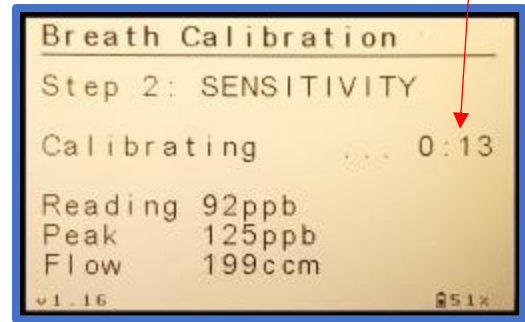 Breath Calibration
Step 2: SENSITIVITY
Calibrating ... 0:13
Reading 92ppb
Peak 125ppb
Flow 199ccm
v1.16 51%